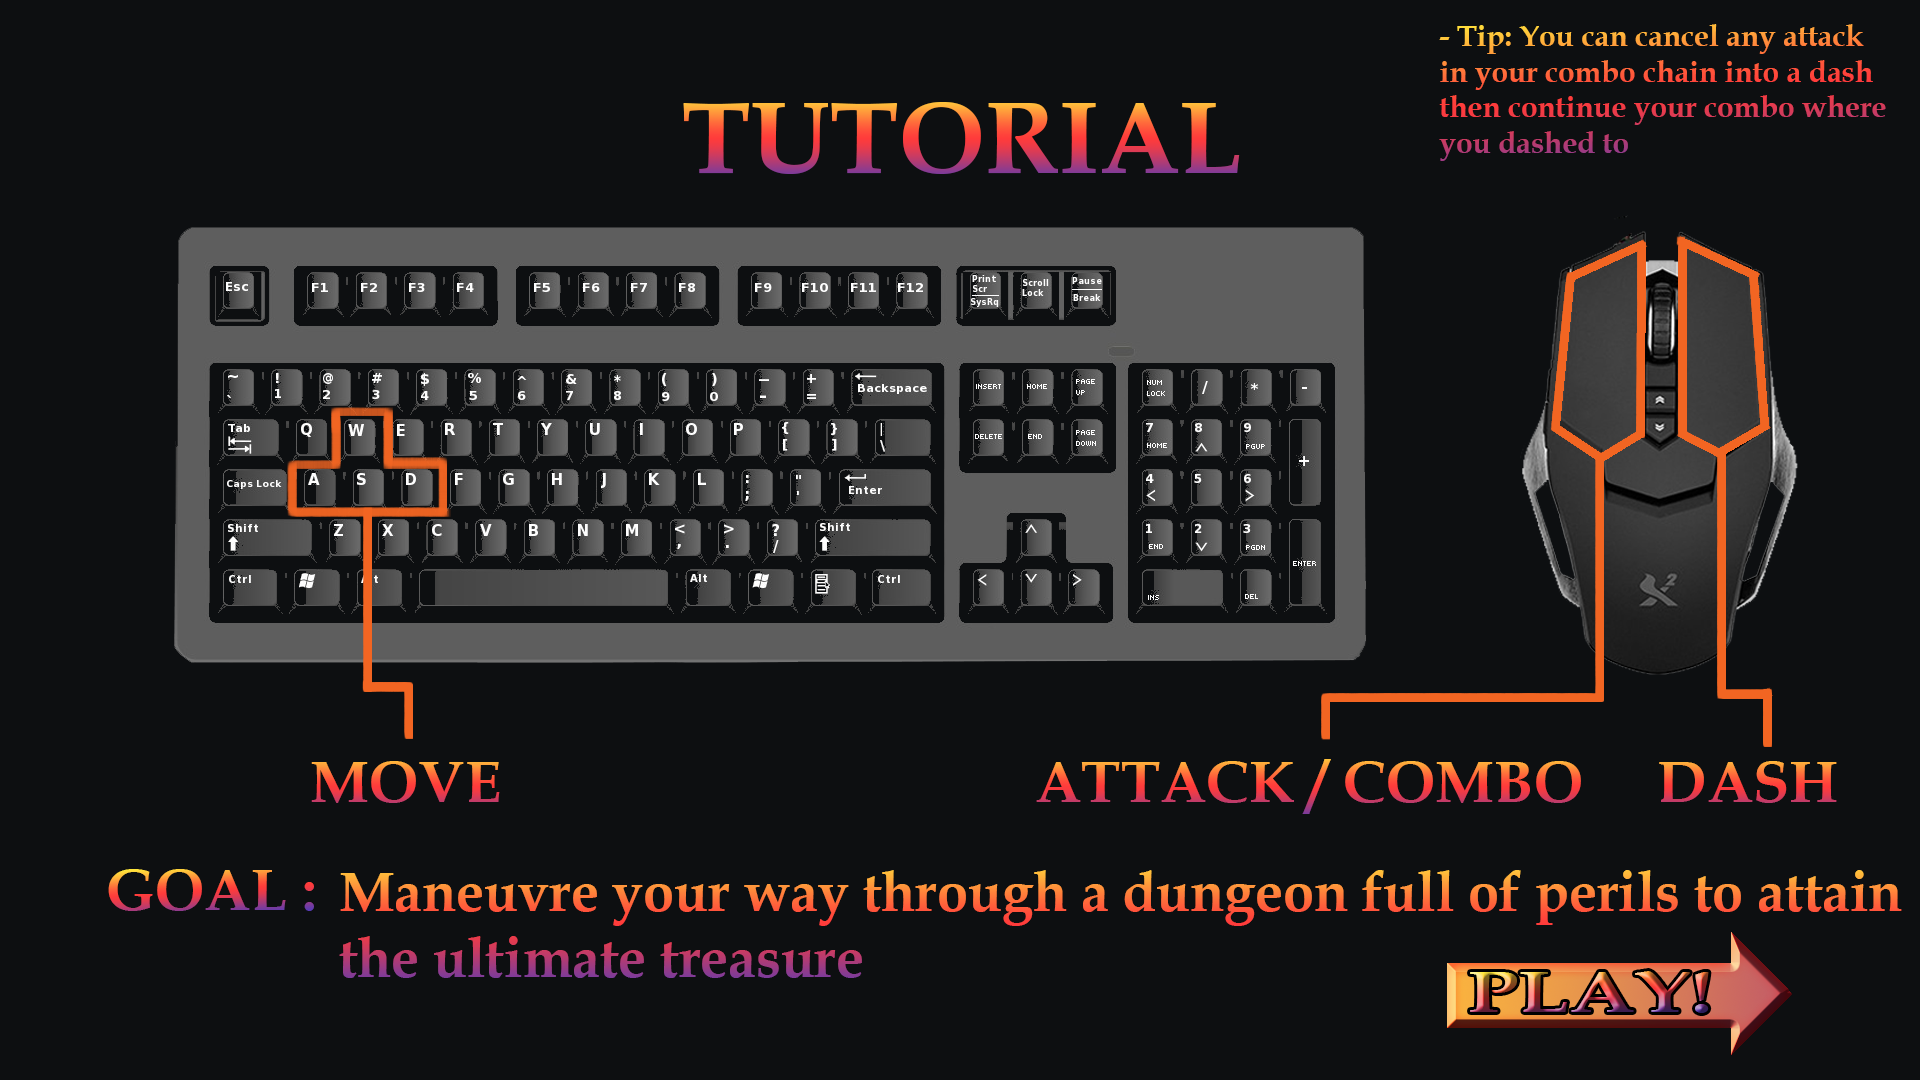 - Tip: You can cancel any attack
in your combo chain into a dash
then continue your combo where
you dashed to
TUTORIAL
Esc F1 F2 F3 F4 F5 F6 F7 F8 F9 F10 F11 F12 Print Scr SysRq Scroll Lock Pause Break
~ ` ! 1 @ 2 # 3 $ 4 % 5 ^ 6 & 7 * 8 ( 9 ) 0 — - + = Backspace INSERT HOME PAGE UP NUM LOCK / * -
Tab Q W E R T Y U I O P { [ } ] | \ DELETE END PAGE DOWN 7 HOME 8 9 PGUP +
Caps Lock A S D F G H J K L : ; " ' Enter 4 < 5 6 >
Shift Z X C V B N M < , > . ? / Shift ^ 1 END 2 3 PGDN ENTER
Ctrl Alt Alt Ctrl < > INS DEL
X2
MOVE
ATTACK / COMBO
DASH
GOAL : Maneuvre your way through a dungeon full of perils to attain
the ultimate treasure
PLAY!